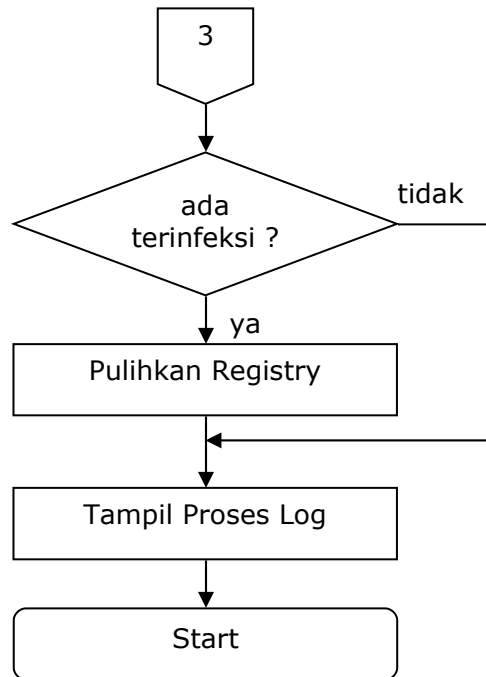 3
ada
terinfeksi ?
tidak
ya
Pulihkan Registry
Tampil Proses Log
Start